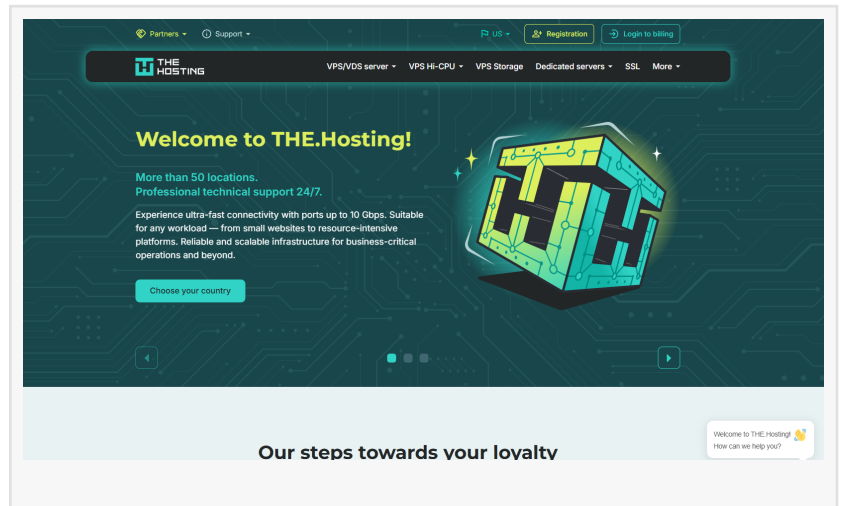 Partners
Support
US
Registration
Login to billing
THE
HOSTING
VPS/VDS server
VPS Hi-CPU
VPS Storage
Dedicated servers
SSL
More
Welcome to THE.Hosting!
More than 50 locations.
Professional technical support 24/7.
Experience ultra-fast connectivity with ports up to 10 Gbps. Suitable
for any workload — from small websites to resource-intensive
platforms. Reliable and scalable infrastructure for business-critical
operations and beyond.
Choose your country
Our steps towards your loyalty
Welcome to THE.Hosting!
How can we help you?